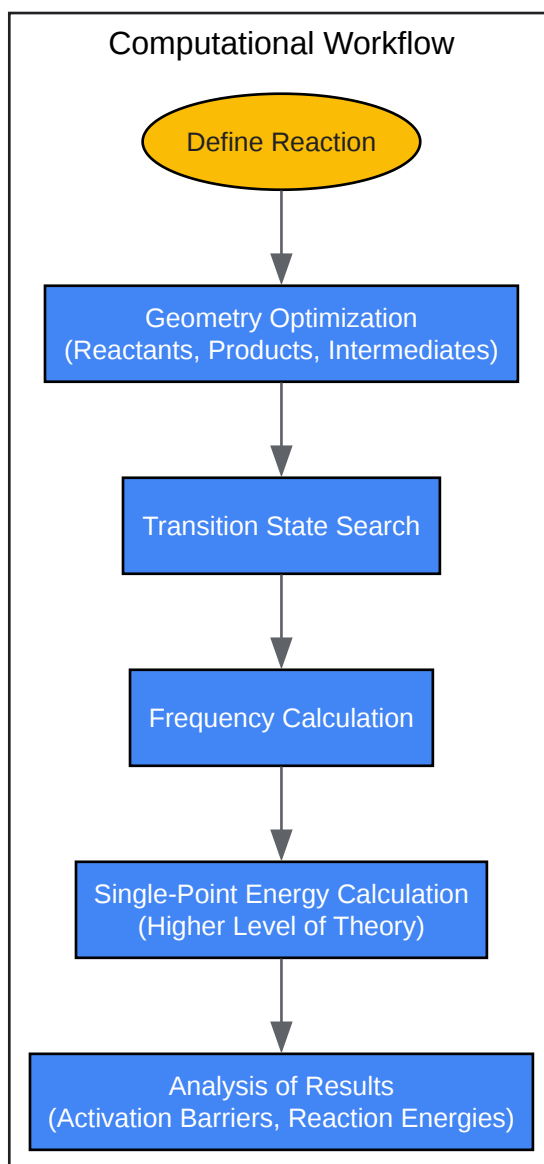 Computational Workflow
Define Reaction
Geometry Optimization
(Reactants, Products, Intermediates)
Transition State Search
Frequency Calculation
Single-Point Energy Calculation
(Higher Level of Theory)
Analysis of Results
(Activation Barriers, Reaction Energies)